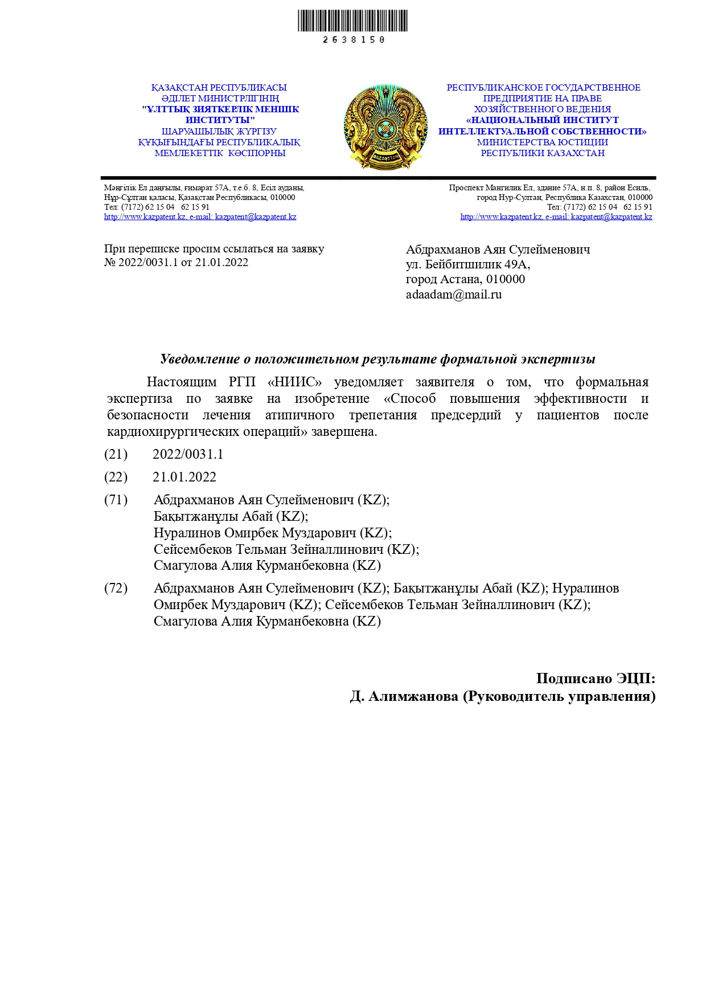 2638150
ҚАЗАҚСТАН РЕСПУБЛИКАСЫ
ӘДІЛЕТ МИНИСТРЛІГІНІҢ
"ҰЛТТЫҚ ЗИЯТКЕРЛІК МЕНШІК
ИНСТИТУТЫ"
ШАРУАШЫЛЫҚ ЖҮРГІЗУ
ҚҰҚЫҒЫНДАҒЫ РЕСПУБЛИКАЛЫҚ
МЕМЛЕКЕТТІК КӘСІПОРНЫ
QAZAQSTAN
РЕСПУБЛИКАНСКОЕ ГОСУДАРСТВЕННОЕ
ПРЕДПРИЯТИЕ НА ПРАВЕ
ХОЗЯЙСТВЕННОГО ВЕДЕНИЯ
«НАЦИОНАЛЬНЫЙ ИНСТИТУТ
ИНТЕЛЛЕКТУАЛЬНОЙ СОБСТВЕННОСТИ»
МИНИСТЕРСТВА ЮСТИЦИИ
РЕСПУБЛИКИ КАЗАХСТАН
Мәңгілік Ел даңғылы, ғимарат 57А, т.е.б. 8, Есіл ауданы,
Нұр-Сұлтан қаласы, Қазақстан Республикасы, 010000
Тел: (7172) 62 15 04 62 15 91
http://www.kazpatent.kz, e-mail: kazpatent@kazpatent.kz
Проспект Мангилик Ел, здание 57А, н.п. 8, район Есиль,
город Нур-Султан, Республика Казахстан, 010000
Тел: (7172) 62 15 04 62 15 91
http://www.kazpatent.kz, e-mail: kazpatent@kazpatent.kz
При переписке просим ссылаться на заявку
№ 2022/0031.1 от 21.01.2022
Абдрахманов Аян Сулейменович
ул. Бейбитшилик 49А,
город Астана, 010000
adaadam@mail.ru
Уведомление о положительном результате формальной экспертизы
Настоящим РГП «НИИС» уведомляет заявителя о том, что формальная
экспертиза по заявке на изобретение «Способ повышения эффективности и
безопасности лечения атипичного трепетания предсердий у пациентов после
кардиохирургических операций» завершена.
(21) 2022/0031.1
(22) 21.01.2022
(71) Абдрахманов Аян Сулейменович (KZ);
Бақытжанұлы Абай (KZ);
Нуралинов Омирбек Муздарович (KZ);
Сейсембеков Тельман Зейналлинович (KZ);
Смагулова Алия Курманбековна (KZ)
(72) Абдрахманов Аян Сулейменович (KZ); Бақытжанұлы Абай (KZ); Нуралинов
Омирбек Муздарович (KZ); Сейсембеков Тельман Зейналлинович (KZ);
Смагулова Алия Курманбековна (KZ)
Подписано ЭЦП:
Д. Алимжанова (Руководитель управления)